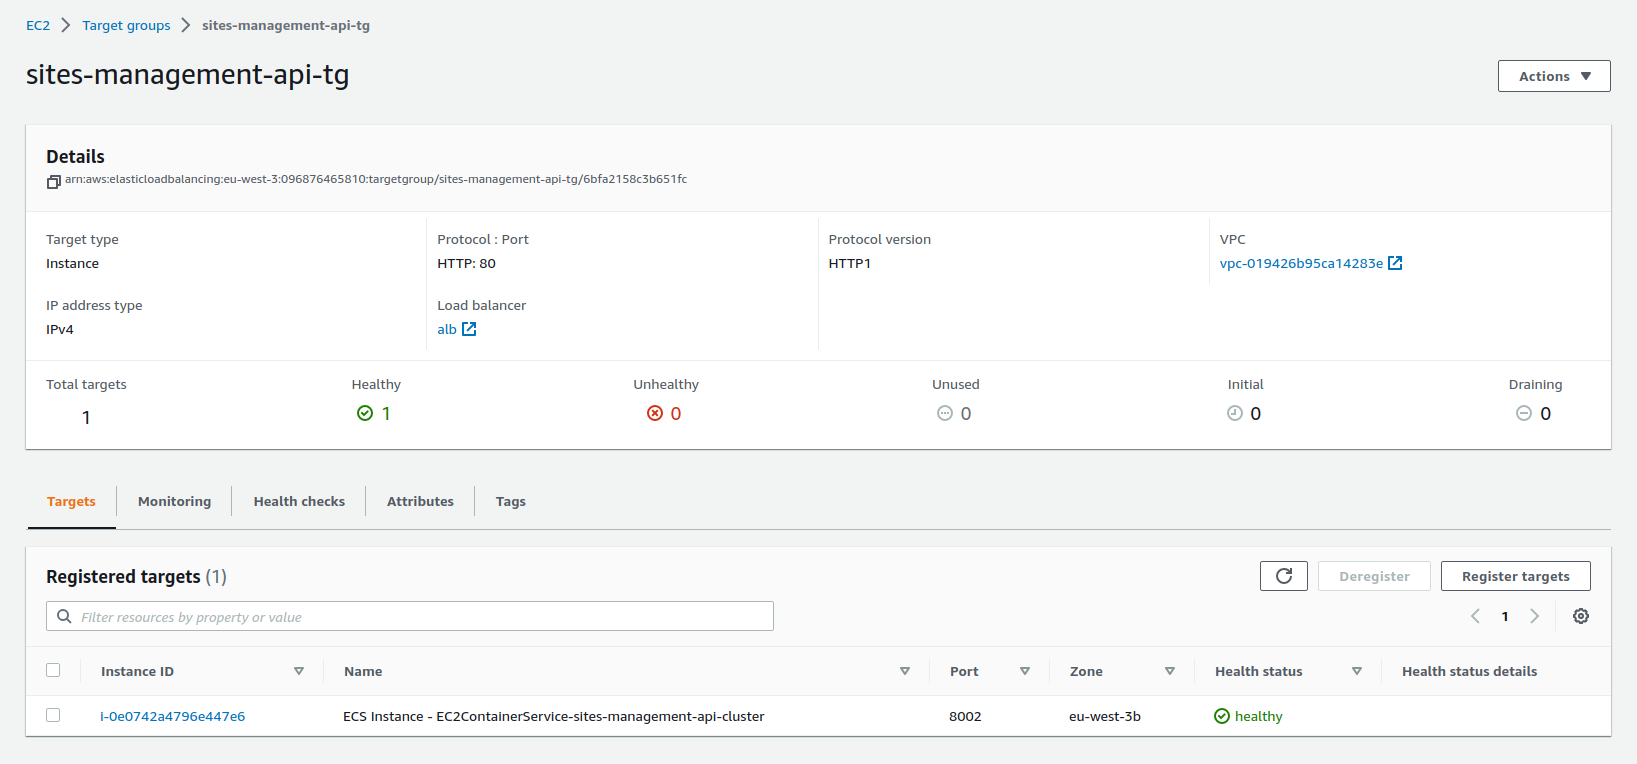 EC2 > Target groups > sites-management-api-tg
sites-management-api-tg
Actions
Details
arn:aws:elasticloadbalancing:eu-west-3:096876465810:targetgroup/sites-management-api-tg/6bfa2158c3b651fc
Target type
Instance
Protocol : Port
HTTP: 80
Protocol version
HTTP1
VPC
vpc-019426b95ca14283e
IP address type
IPv4
Load balancer
alb
Total targets
1
Healthy
1
Unhealthy
0
Unused
0
Initial
0
Draining
0
Targets
Monitoring
Health checks
Attributes
Tags
Registered targets (1)
Deregister
Register targets
Filter resources by property or value
1
Instance ID
Name
Port
Zone
Health status
Health status details
i-0e0742a4796e447e6
ECS Instance - EC2ContainerService-sites-management-api-cluster
8002
eu-west-3b
healthy